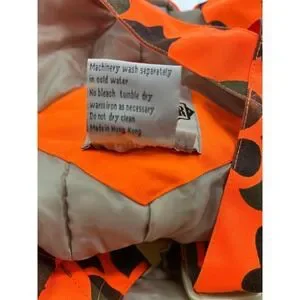 Machinery wash separately
in cold water
No bleach tumble dry
warm iron as necessary
Do not dry clean
Made in Hong Kong